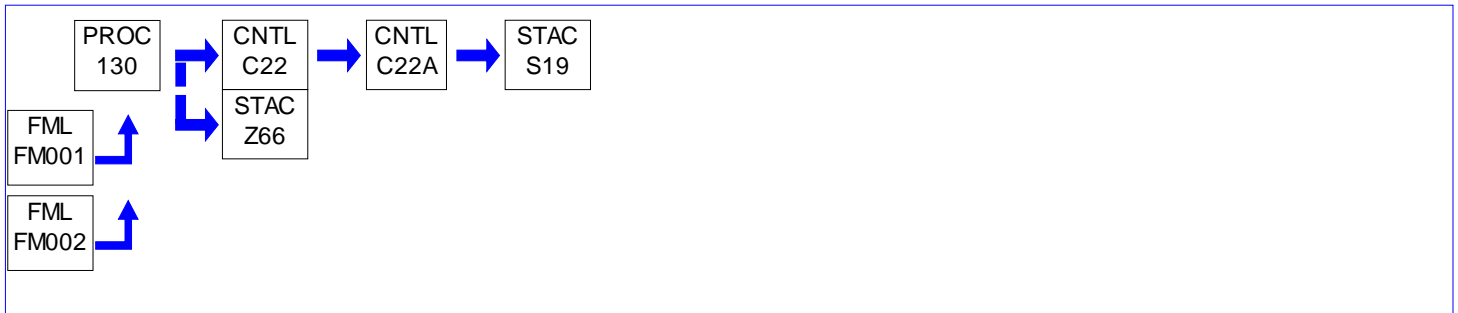 PROC
130
CNTL
C22
CNTL
C22A
STAC
S19
STAC
Z66
FML
FM001
FML
FM002